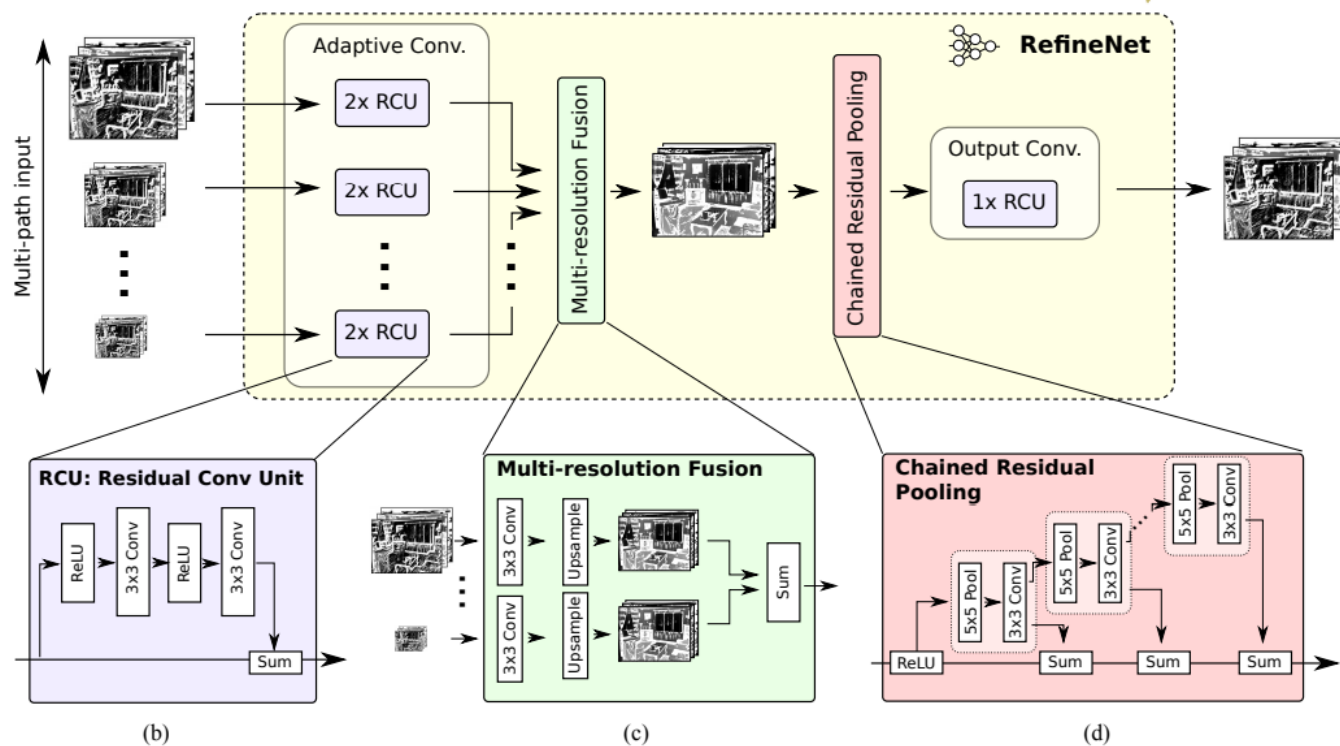 Adaptive Conv.
RefineNet
Multi-path input
2x RCU
2x RCU
2x RCU
Multi-resolution Fusion
Chained Residual Pooling
Output Conv.
1x RCU
RCU: Residual Conv Unit
ReLU
3x3 Conv
ReLU
3x3 Conv
Sum
Multi-resolution Fusion
3x3 Conv
Upsample
3x3 Conv
Upsample
Sum
Chained Residual
Pooling
5x5 Pool
3x3 Conv
5x5 Pool
3x3 Conv
5x5 Pool
3x3 Conv
ReLU
Sum
Sum
Sum
(b)
(c)
(d)